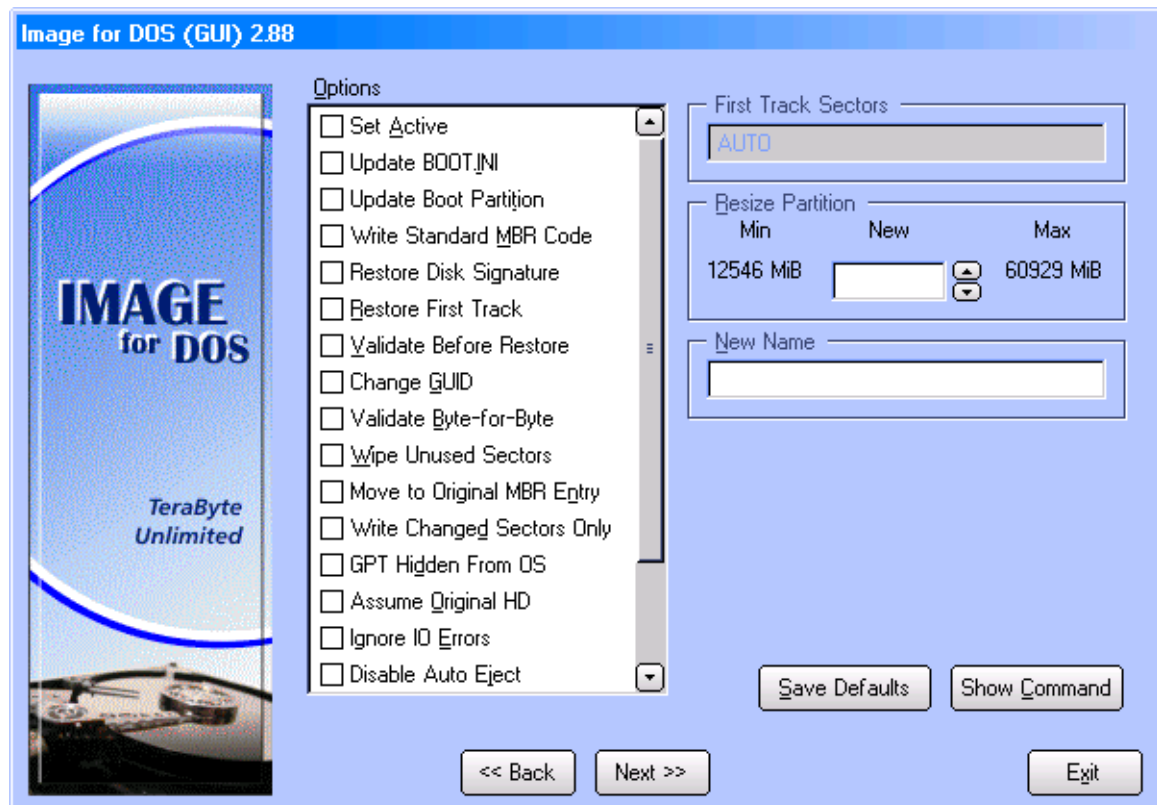 Image for DOS (GUI) 2.88
IMAGE
for DOS
TeraByte
Unlimited
Options
Set Active
Update BOOT.INI
Update Boot Partition
Write Standard MBR Code
Restore Disk Signature
Restore First Track
Validate Before Restore
Change GUID
Validate Byte-for-Byte
Wipe Unused Sectors
Move to Original MBR Entry
Write Changed Sectors Only
GPT Hidden From OS
Assume Original HD
Ignore IO Errors
Disable Auto Eject
First Track Sectors
AUTO
Resize Partition
Min New Max
12546 MiB 60929 MiB
New Name
Save Defaults Show Command
<< Back Next >> Exit